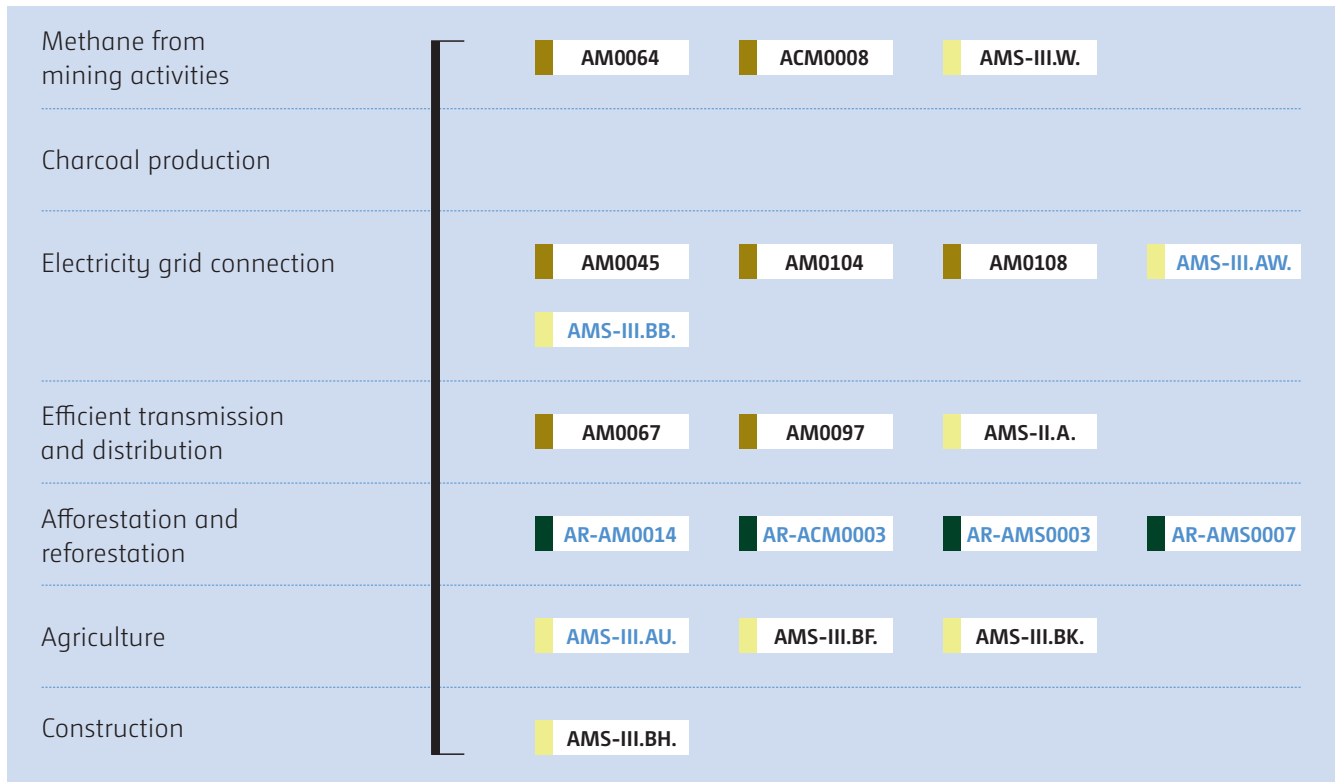 Methane from
mining activities
AM0064 ACM0008 AMS-III.W.
Charcoal production
Electricity grid connection
AM0045 AM0104 AM0108 AMS-III.AW.
AMS-III.BB.
Efficient transmission
and distribution
AM0067 AM0097 AMS-II.A.
Afforestation and
reforestation
AR-AM0014 AR-ACM0003 AR-AMS0003 AR-AMS0007
Agriculture
AMS-III.AU. AMS-III.BF. AMS-III.BK.
Construction
AMS-III.BH.